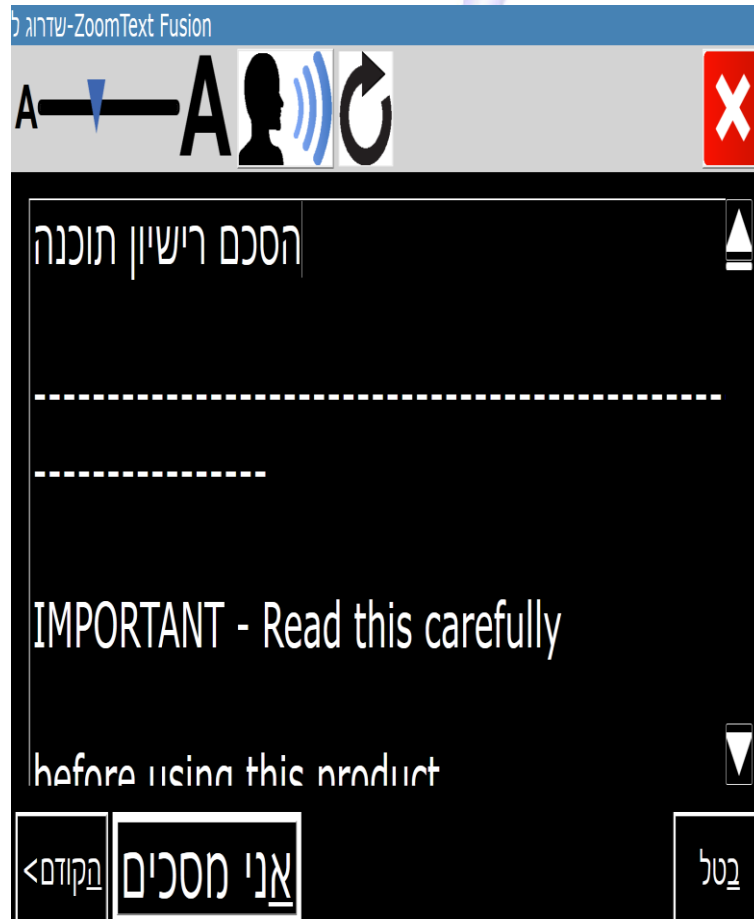 שדרוג ל-ZoomText Fusion
A A
הסכם רישיון תוכנה
-----------------------------------------------
----------------
IMPORTANT - Read this carefully
before using this product
הקודם>
אני מסכים
בטל